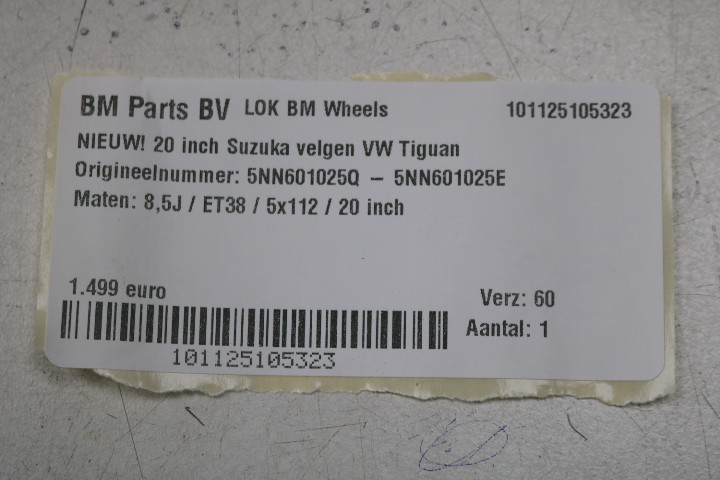 BM Parts BV LOK BM Wheels 101125105323
NIEUW! 20 inch Suzuka velgen VW Tiguan
Origineelnummer: 5NN601025Q – 5NN601025E
Maten: 8,5J / ET38 / 5x112 / 20 inch
1.499 euro
Verz: 60
Aantal: 1
101125105323